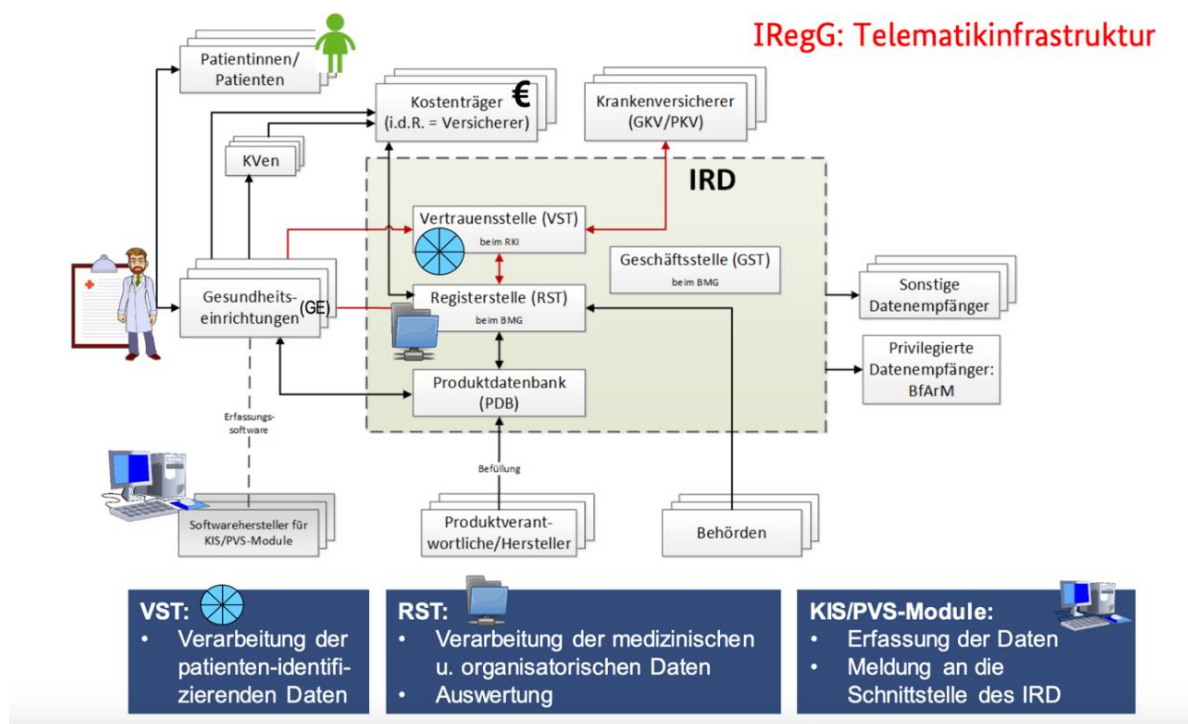 IRegG: Telematikinfrastruktur
Patientinnen/
Patienten
Kostenträger €
(i.d.R. = Versicherer)
Krankenversicherer
(GKV/PKV)
KVen
IRD
Vertrauensstelle (VST)
beim RKI
Geschäftsstelle (GST)
beim BMG
Gesundheits-
einrichtungen (GE)
Registerstelle (RST)
beim BMG
Sonstige
Datenempfänger
Privilegierte
Datenempfänger:
BfArM
Produktdatenbank
(PDB)
Erfassungs-
software
Befüllung
Softwarehersteller für
KIS/PVS-Module
Produktverant-
wortliche/Hersteller
Behörden
VST:
• Verarbeitung der
patienten-identifi-
zierenden Daten
RST:
• Verarbeitung der medizinischen
u. organisatorischen Daten
• Auswertung
KIS/PVS-Module:
• Erfassung der Daten
• Meldung an die
Schnittstelle des IRD